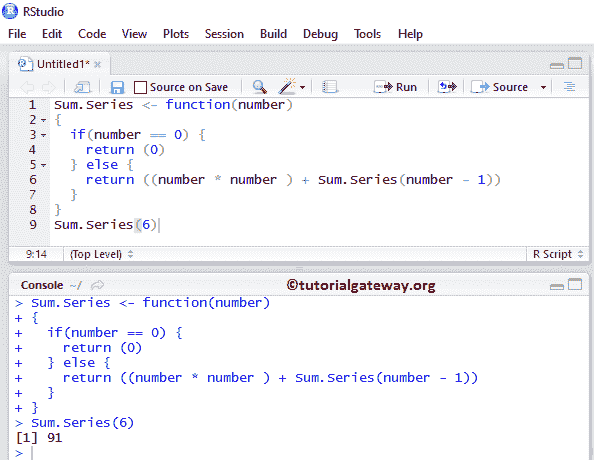 RStudio
File Edit Code View Plots Session Build Debug Tools Help
Untitled1*
Source on Save Run Source
1 Sum.Series <- function(number)
2 {
3   if(number == 0) {
4     return (0)
5   } else {
6     return ((number * number ) + Sum.Series(number - 1))
7   }
8 }
9 Sum.Series(6)
9:14 (Top Level) R Script
Console ~/ ©tutorialgateway.org
> Sum.Series <- function(number)
+ {
+   if(number == 0) {
+     return (0)
+   } else {
+     return ((number * number ) + Sum.Series(number - 1))
+   }
+ }
> Sum.Series(6)
[1] 91
>